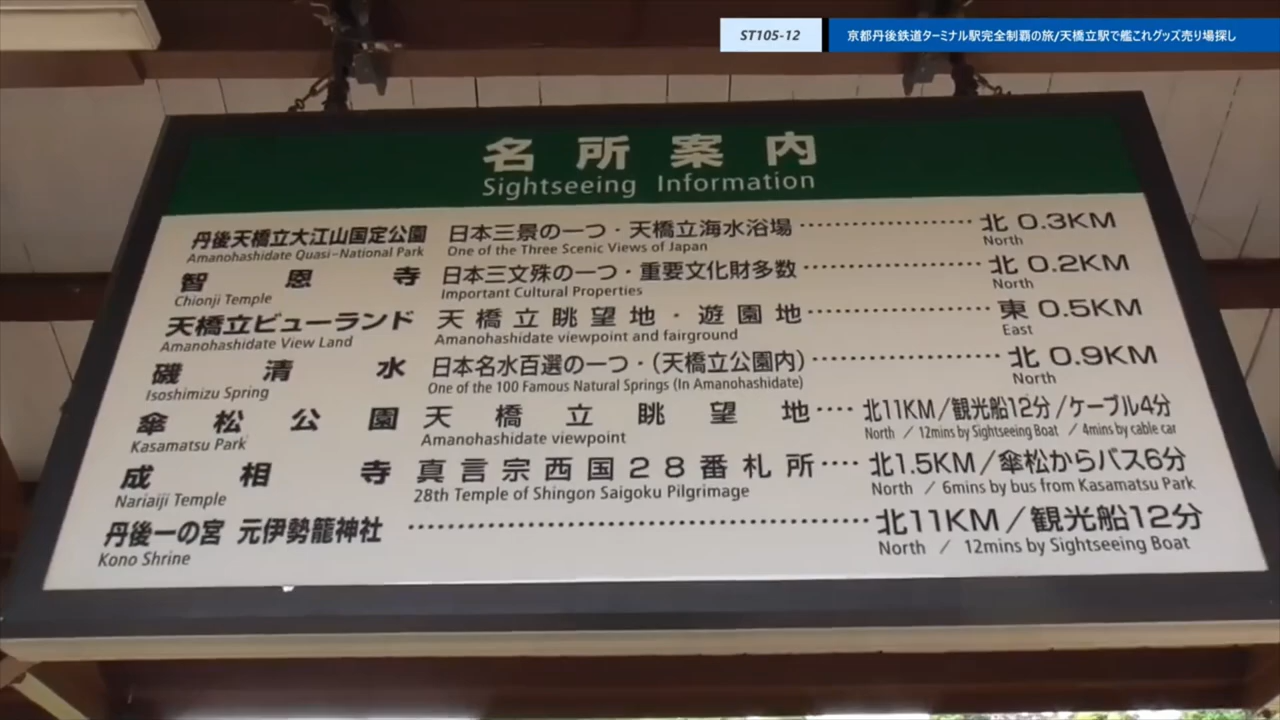 ST105-12
京都丹後鉄道ターミナル駅完全制覇の旅/天橋立駅で艦これグッズ売り場探し
名所案内
Sightseeing Information
丹後天橋立大江山国定公園 日本三景の一つ・天橋立海水浴場 北 0.3KM
Amanohashidate Quasi-National Park One of the Three Scenic Views of Japan North
智恩寺 日本三文殊の一つ・重要文化財多数 北 0.2KM
Chionji Temple Important Cultural Properties North
天橋立ビューランド 天橋立眺望地・遊園地 東 0.5KM
Amanohashidate View Land Amanohashidate viewpoint and fairground East
磯清水 日本名水百選の一つ・(天橋立公園内) 北 0.9KM
Isoshimizu Spring One of the 100 Famous Natural Springs (In Amanohashidate) North
傘松公園 天橋立眺望地 北11KM/観光船12分/ケーブル4分
Kasamatsu Park Amanohashidate viewpoint North / 12mins by Sightseeing Boat / 4mins by cable car
成相寺 真言宗西国28番札所 北1.5KM/傘松からバス6分
Nariaiji Temple 28th Temple of Shingon Saigoku Pilgrimage North / 6mins by bus from Kasamatsu Park
丹後一の宮 元伊勢籠神社 北11KM/観光船12分
Kono Shrine North / 12mins by Sightseeing Boat